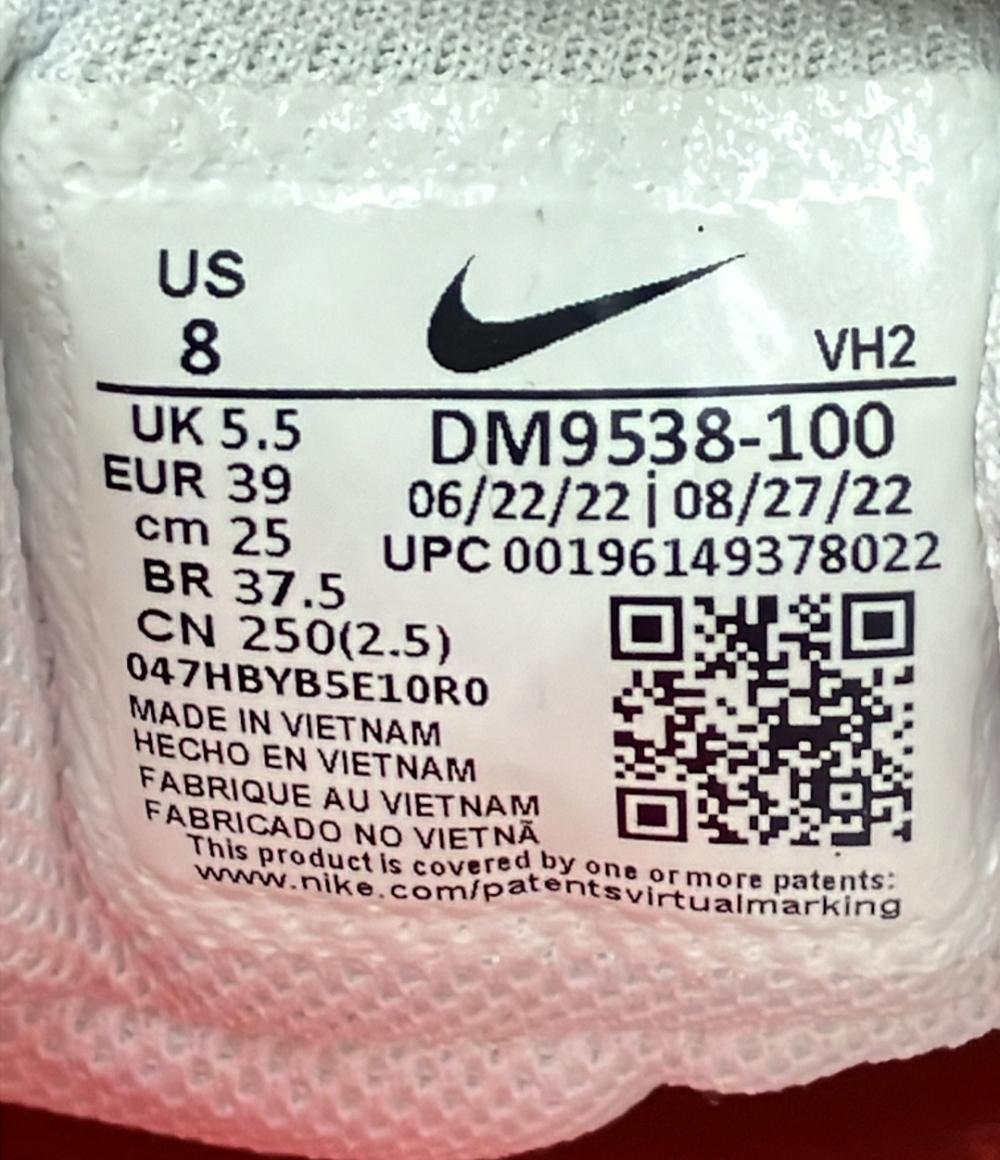 US
8
VH2
UK 5.5
EUR 39
cm 25
BR 37.5
CN 250(2.5)
DM9538-100
06/22/22 | 08/27/22
UPC 00196149378022
047HBYB5E10R0
MADE IN VIETNAM
HECHO EN VIETNAM
FABRIQUE AU VIETNAM
FABRICADO NO VIETNÃ
This product is covered by one or more patents:
www.nike.com/patentsvirtualmarking